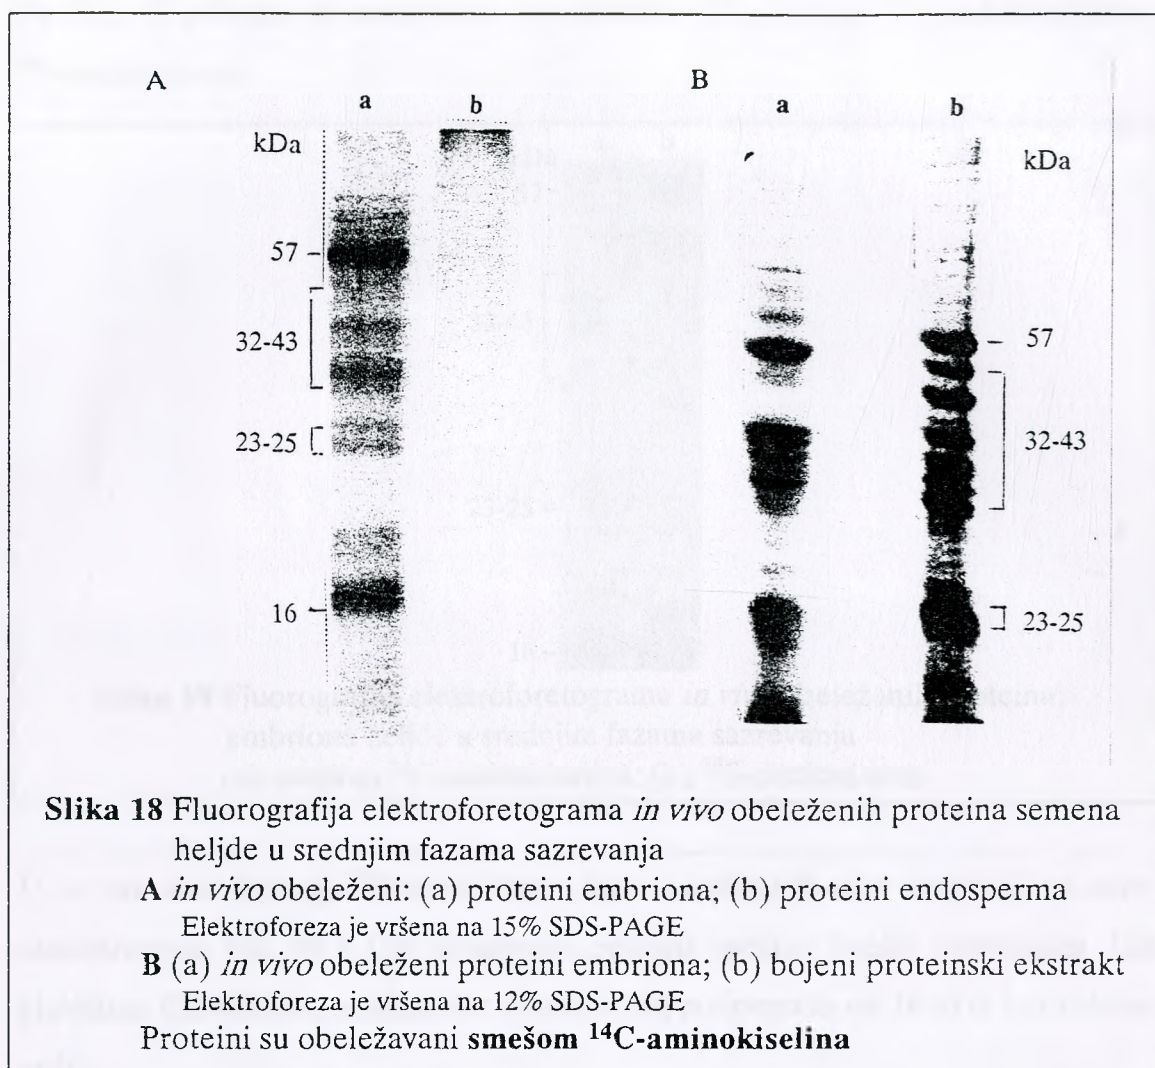 A
B
a b
a b
kDa
kDa
57
32-43
23-25
16
57
32-43
23-25
Slika 18 Fluorografija elektroforetograma in vivo obeleženih proteina semena
heljde u srednjim fazama sazrevanja
A in vivo obeleženi: (a) proteini embriona; (b) proteini endosperma
Elektroforeza je vršena na 15% SDS-PAGE
B (a) in vivo obeleženi proteini embriona; (b) bojeni proteinski ekstrakt
Elektroforeza je vršena na 12% SDS-PAGE
Proteini su obeležavani smešom ¹⁴C-aminokiselina